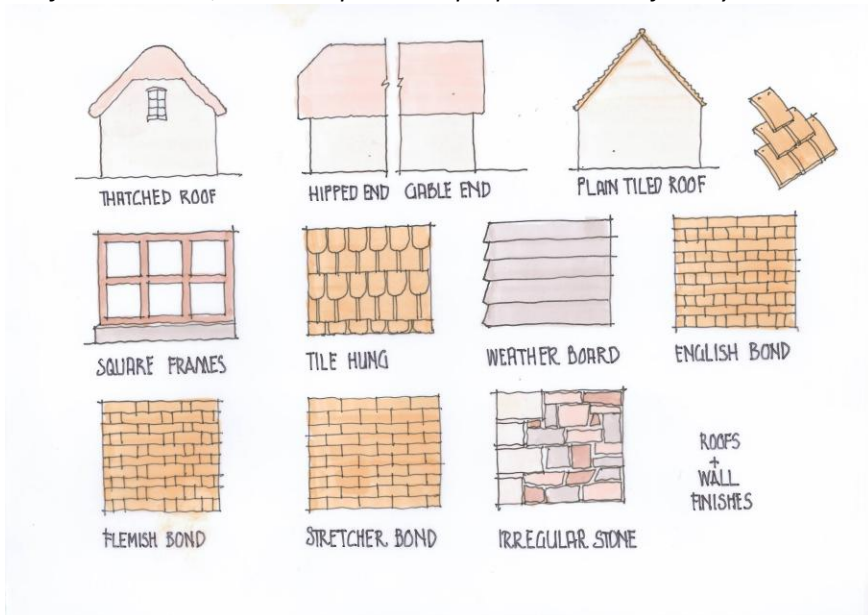 THATCHED ROOF
HIPPED END GABLE END
PLAIN TILED ROOF
SQUARE FRAMES
TILE HUNG
WEATHER BOARD
ENGLISH BOND
FLEMISH BOND
STRETCHER BOND
IRREGULAR STONE
ROOFS
+
WALL
FINISHES